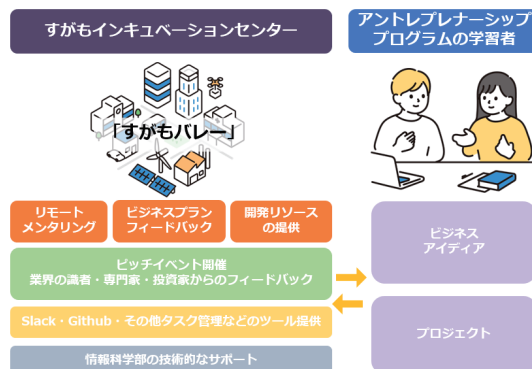 すがもインキュベーションセンター
アントレプレナーシップ
プログラムの学習者
「すがもバレー」
リモート
メンタリング
ビジネスプラン
フィードバック
開発リソース
の提供
ピッチイベント開催
業界の識者・専門家・投資家からのフィードバック
Slack・Github・その他タスク管理などのツール提供
情報科学部の技術的なサポート
ビジネス
アイディア
プロジェクト